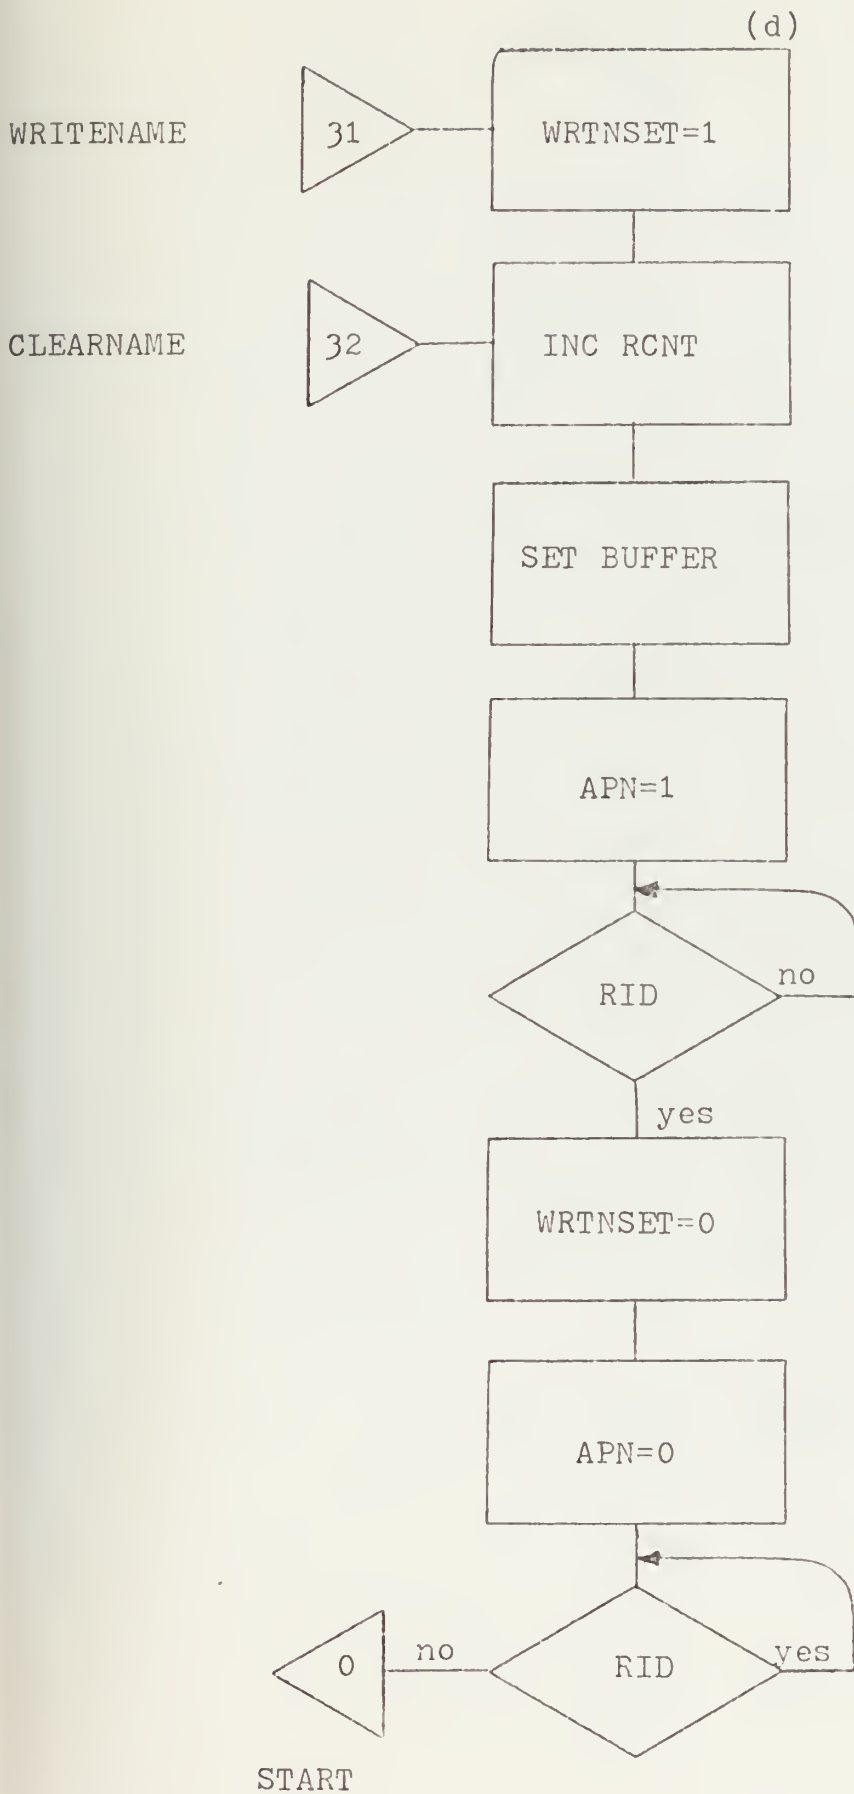 (d)
WRITENAME 31 WRTNSET=1
CLEARNAME 32 INC RCNT
SET BUFFER
APN=1
RID no
yes
WRTNSET=0
APN=0
0 no RID yes
START